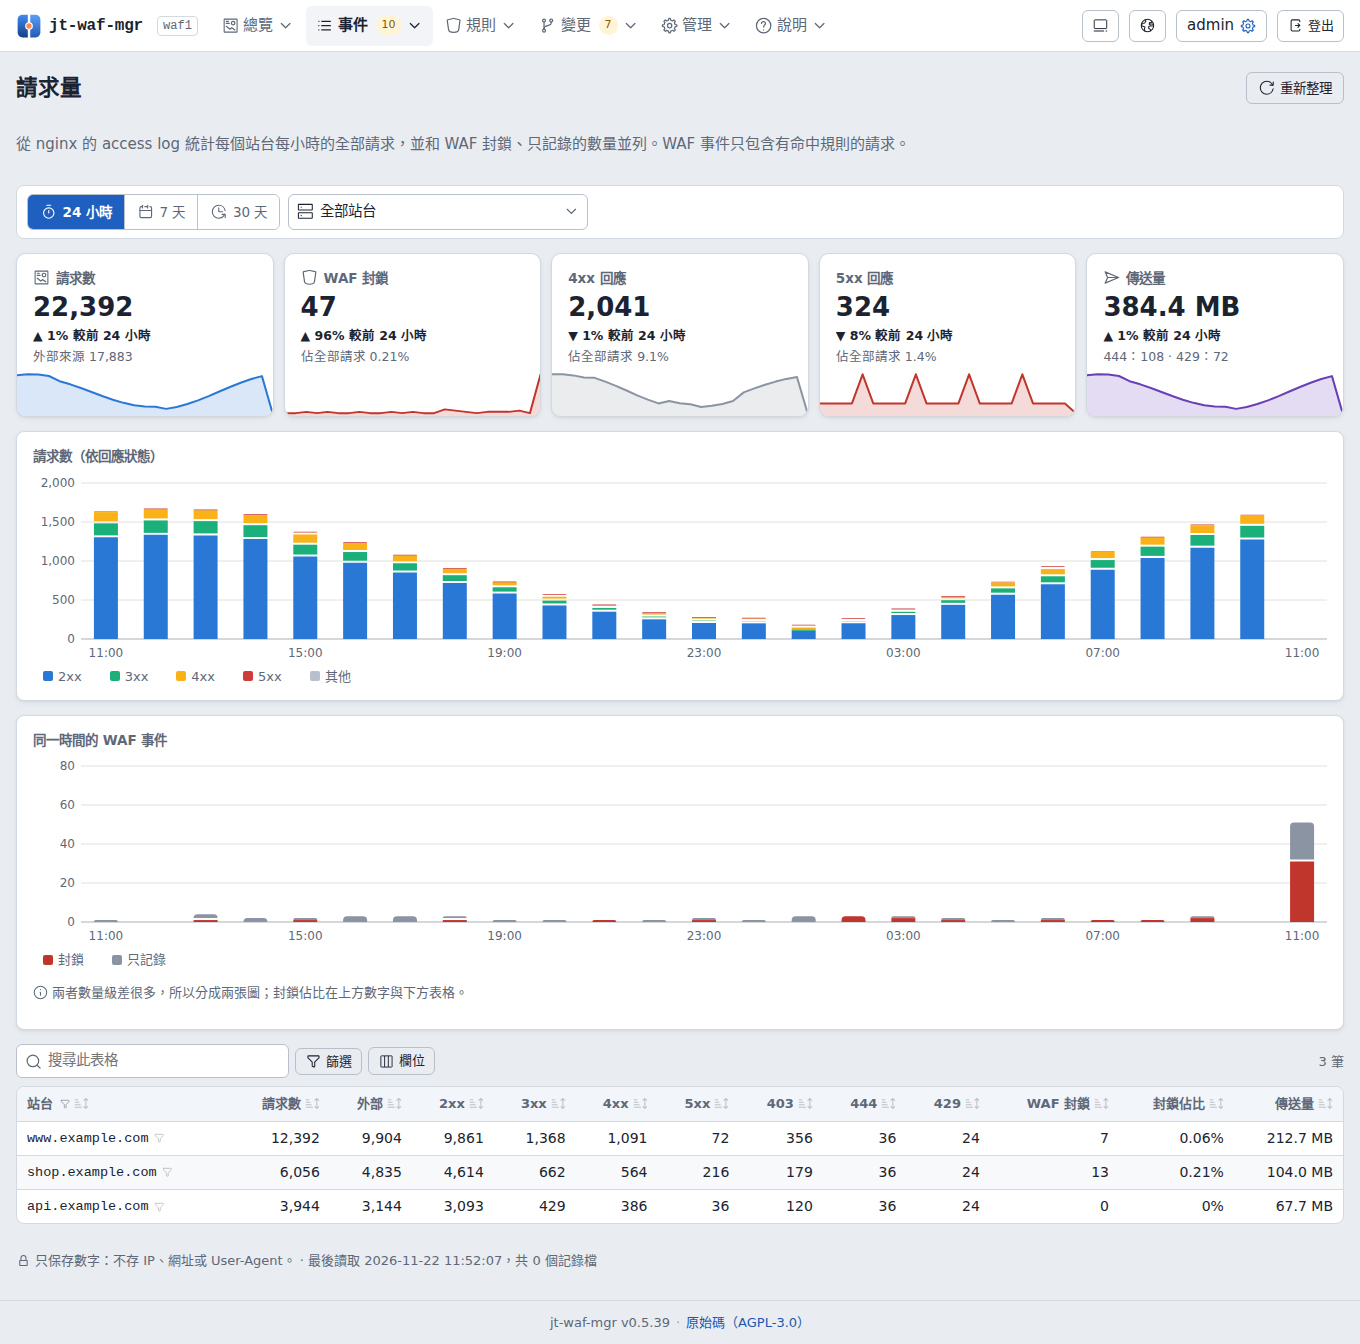 jt-waf-mgr waf1 總覽 事件 10 規則 變更 7 管理 說明 admin 登出
請求量 重新整理
從 nginx 的 access log 統計每個站台每小時的全部請求，並和 WAF 封鎖、只記錄的數量並列。WAF 事件只包含有命中規則的請求。
24 小時 7 天 30 天 全部站台
請求數 WAF 封鎖 4xx 回應 5xx 回應 傳送量
22,392 47 2,041 324 384.4 MB
▲ 1% 較前 24 小時 ▲ 96% 較前 24 小時 ▼ 1% 較前 24 小時 ▼ 8% 較前 24 小時 ▲ 1% 較前 24 小時
外部來源 17,883 佔全部請求 0.21% 佔全部請求 9.1% 佔全部請求 1.4% 444：108 · 429：72
請求數（依回應狀態）
2,000
1,500
1,000
500
0
11:00 15:00 19:00 23:00 03:00 07:00 11:00
2xx 3xx 4xx 5xx 其他
同一時間的 WAF 事件
80
60
40
20
0
11:00 15:00 19:00 23:00 03:00 07:00 11:00
封鎖 只記錄
兩者數量級差很多，所以分成兩張圖；封鎖佔比在上方數字與下方表格。
搜尋此表格 篩選 欄位 3 筆
站台 請求數 外部 2xx 3xx 4xx 5xx 403 444 429 WAF 封鎖 封鎖佔比 傳送量
www.example.com 12,392 9,904 9,861 1,368 1,091 72 356 36 24 7 0.06% 212.7 MB
shop.example.com 6,056 4,835 4,614 662 564 216 179 36 24 13 0.21% 104.0 MB
api.example.com 3,944 3,144 3,093 429 386 36 120 36 24 0 0% 67.7 MB
只保存數字：不存 IP、網址或 User-Agent。 · 最後讀取 2026-11-22 11:52:07，共 0 個記錄檔
jt-waf-mgr v0.5.39 · 原始碼（AGPL-3.0）